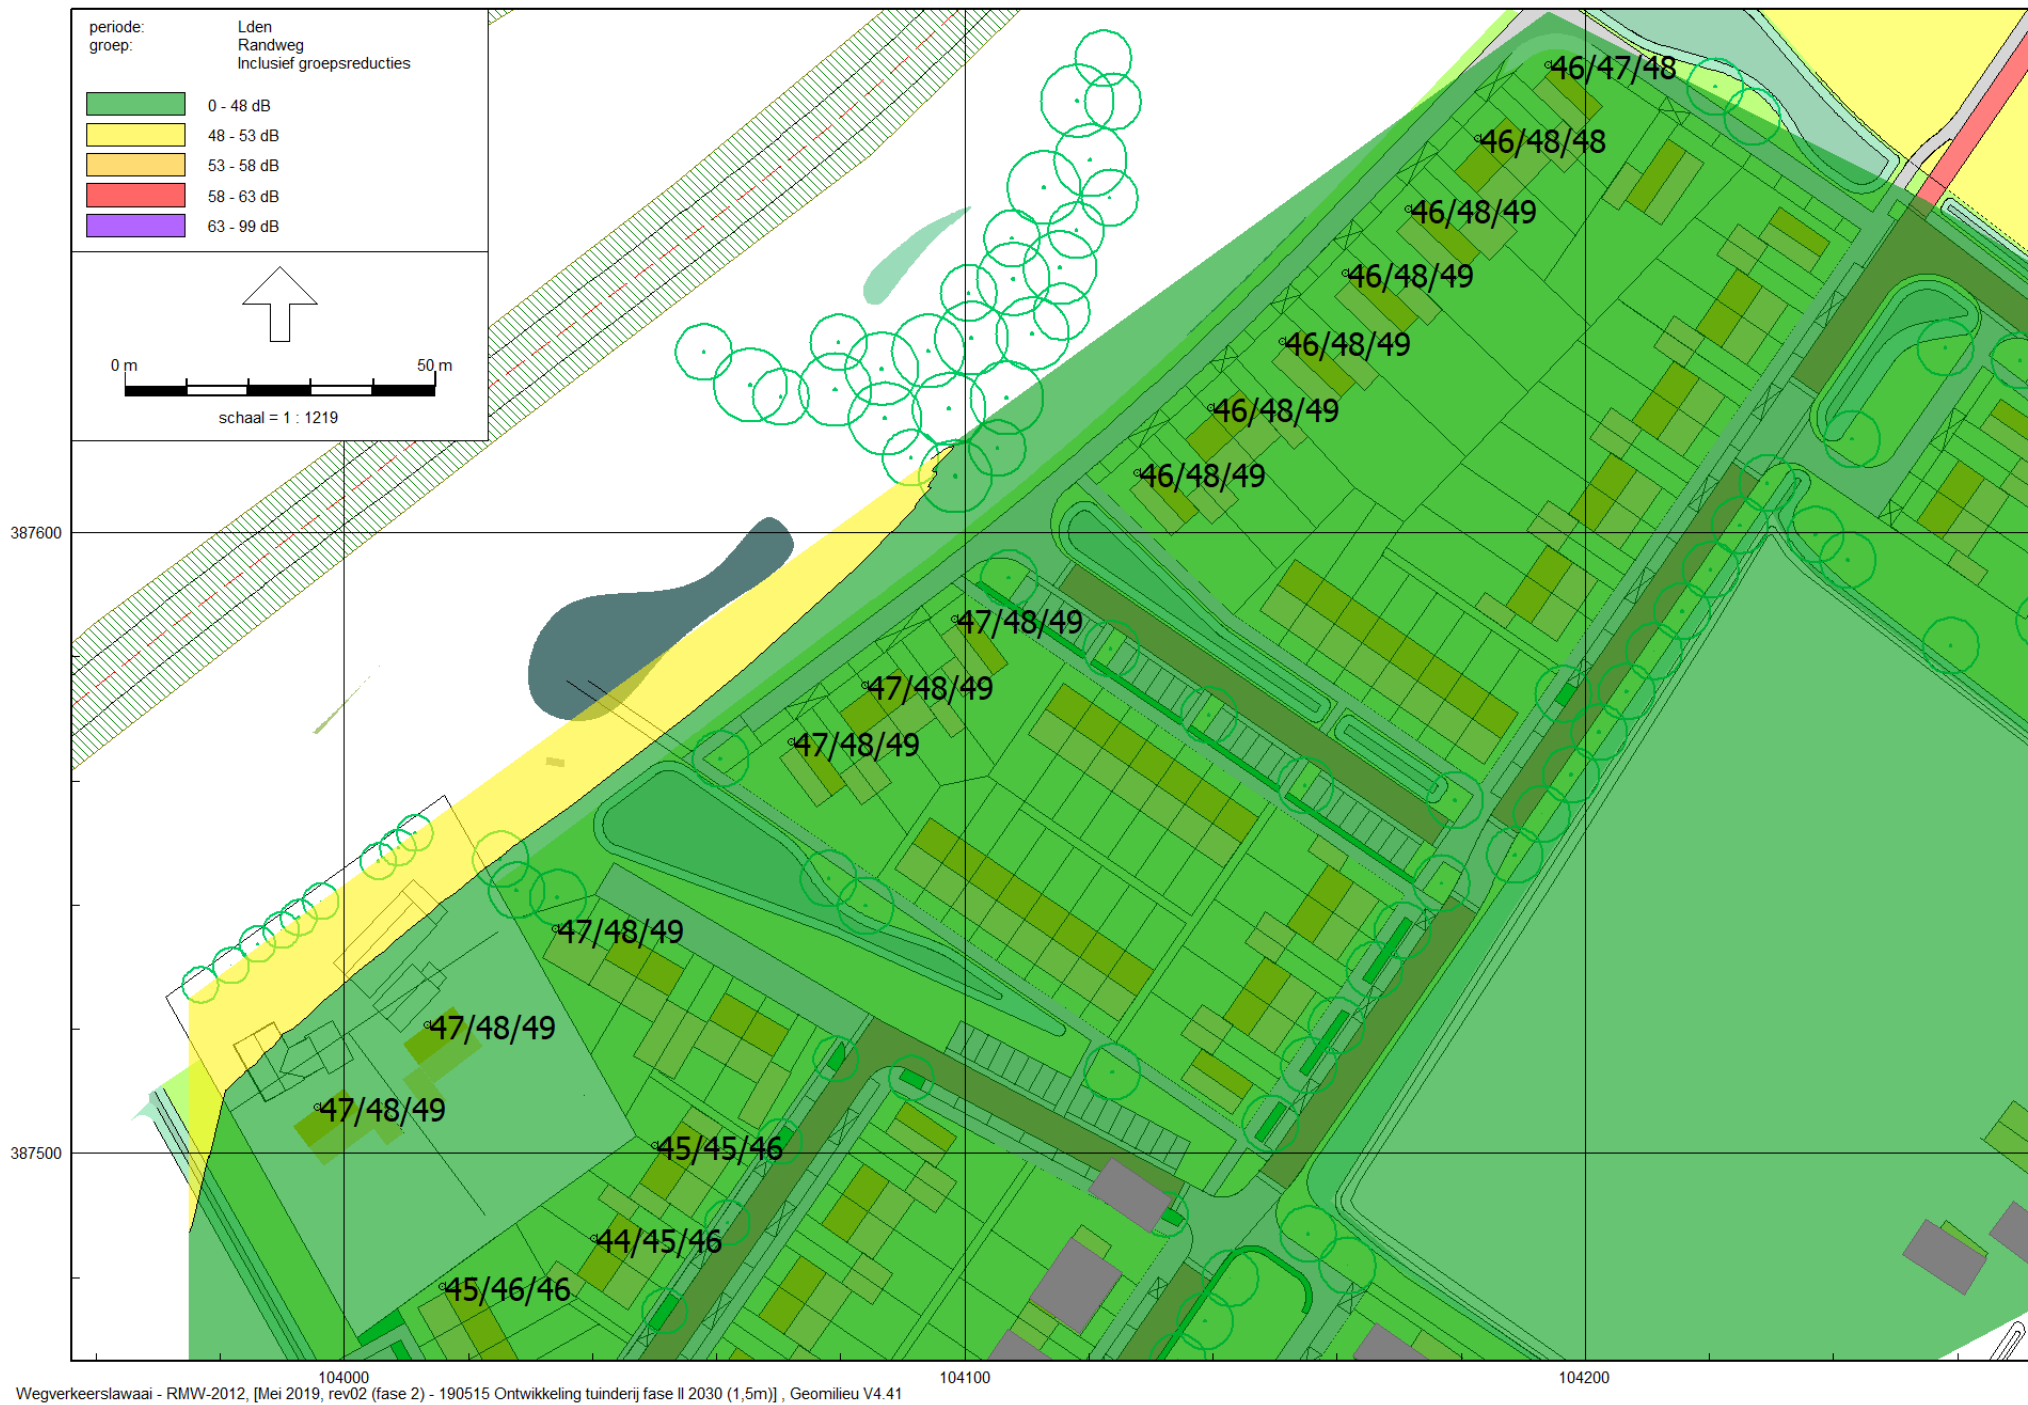 periode: Lden
groep: Randweg
Inclusief groepsreducties
0 - 48 dB
48 - 53 dB
53 - 58 dB
58 - 63 dB
63 - 99 dB
0 m 50 m
schaal = 1 : 1219
46/47/48
46/48/48
46/48/49
46/48/49
46/48/49
46/48/49
46/48/49
387600
47/48/49
47/48/49
47/48/49
47/48/49
47/48/49
47/48/49
45/45/46
387500
44/45/46
45/46/46
104000 104100 104200
Wegverkeerslawaai - RMW-2012, [Mei 2019, rev02 (fase 2) - 190515 Ontwikkeling tuinderij fase II 2030 (1,5m)] , Geomilieu V4.41